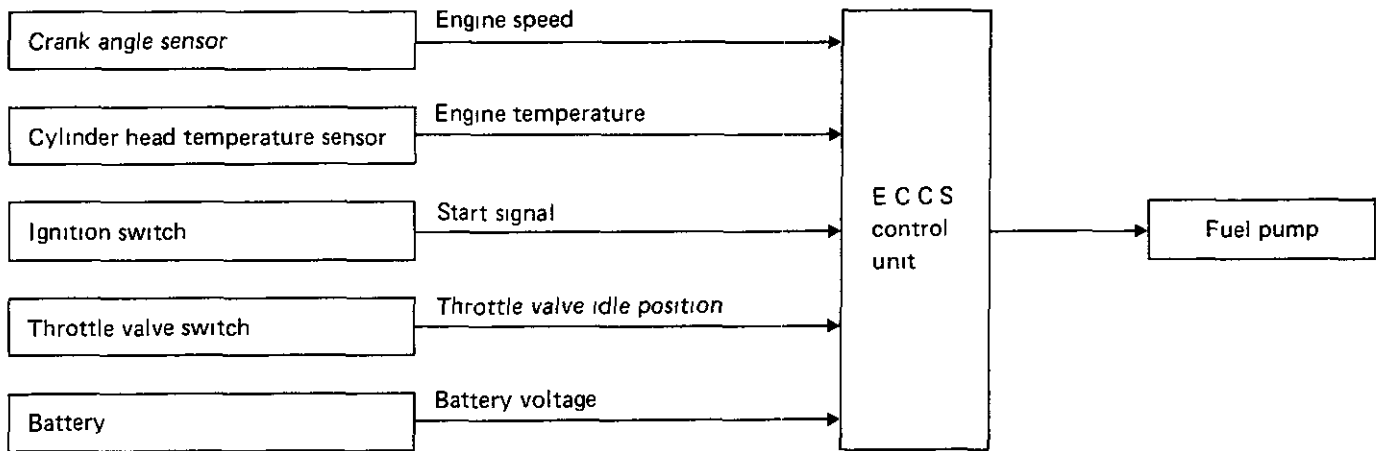 Engine speed
Crank angle sensor
Engine temperature
Cylinder head temperature sensor
Start signal
Ignition switch
E C C S
control
unit
Fuel pump
Throttle valve idle position
Throttle valve switch
Battery voltage
Battery